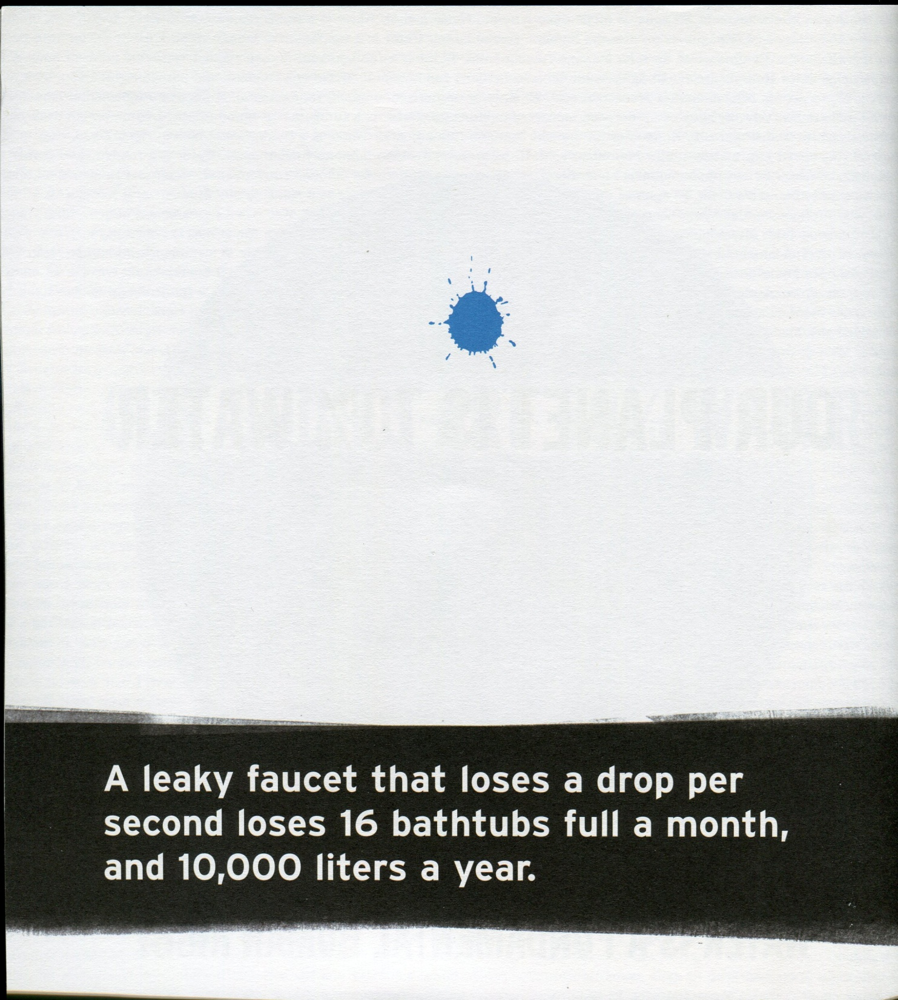 A leaky faucet that loses a drop per
second loses 16 bathtubs full a month,
and 10,000 liters a year.